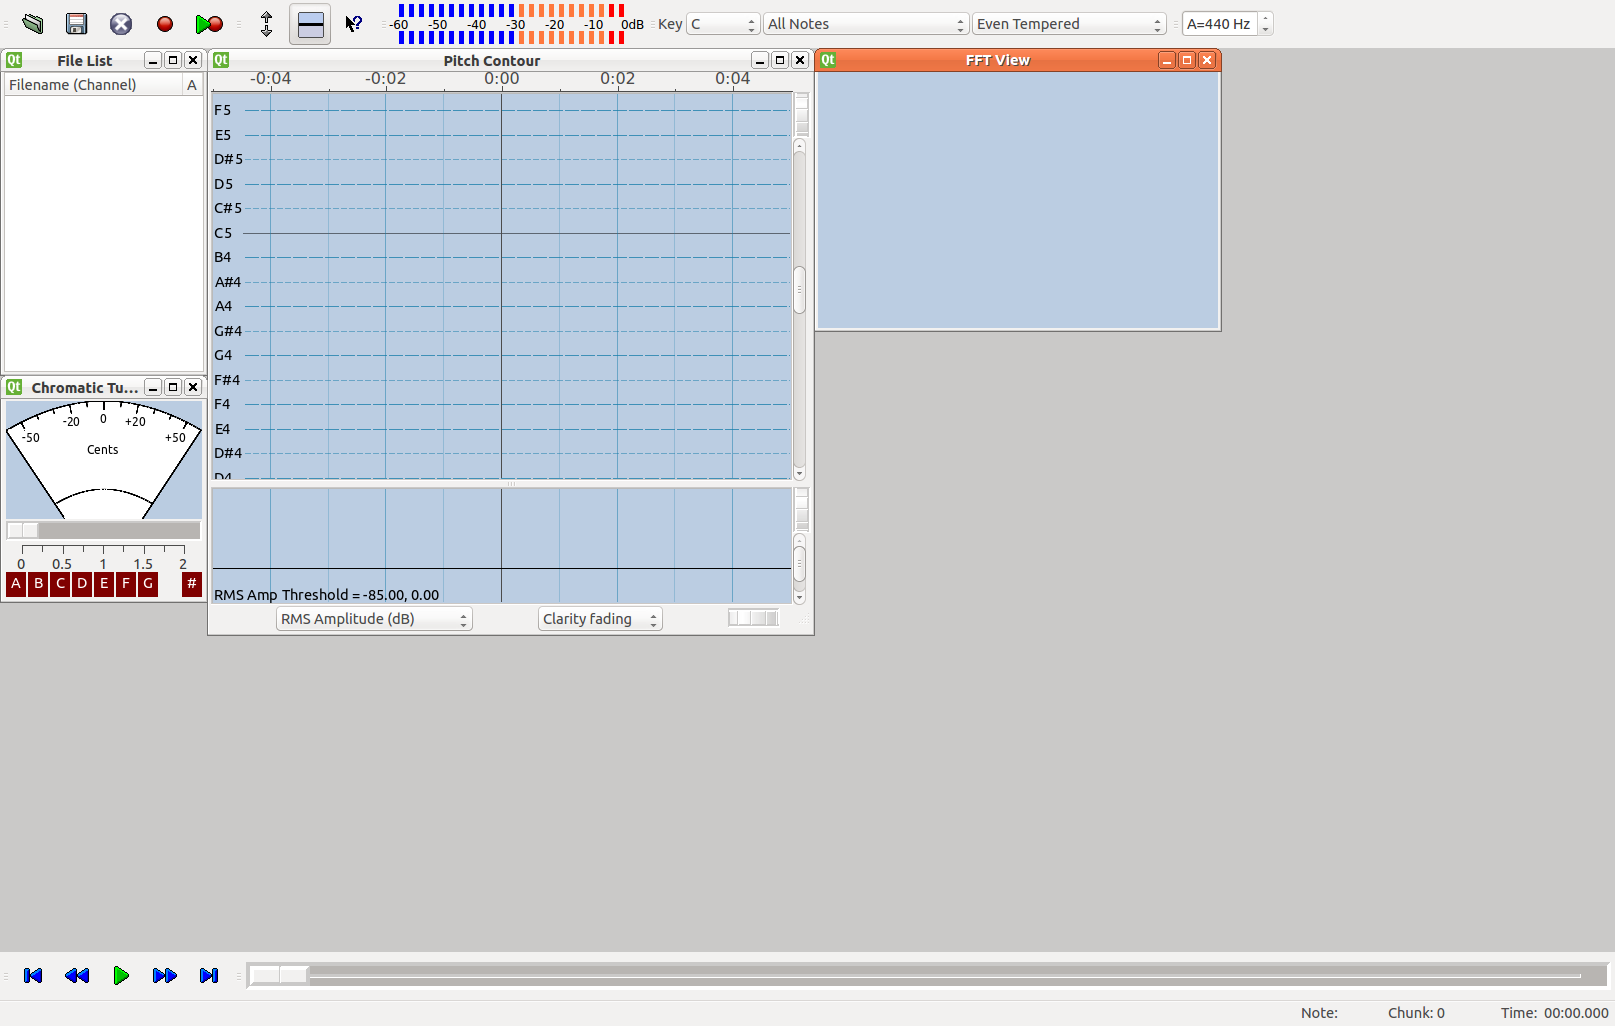 -60 -50 -40 -30 -20 -10 0dB Key C All Notes Even Tempered A=440 Hz
Qt File List
Filename (Channel) A
Qt Chromatic Tu...
-50 -20 0 +20 +50
Cents
0 0.5 1 1.5 2
A B C D E F G #
Qt Pitch Contour
-0:04 -0:02 0:00 0:02 0:04
F5
E5
D#5
D5
C#5
C5
B4
A#4
A4
G#4
G4
F#4
F4
E4
D#4
D4
RMS Amp Threshold = -85.00, 0.00
RMS Amplitude (dB) Clarity fading
Qt FFT View
Note: Chunk: 0 Time: 00:00.000